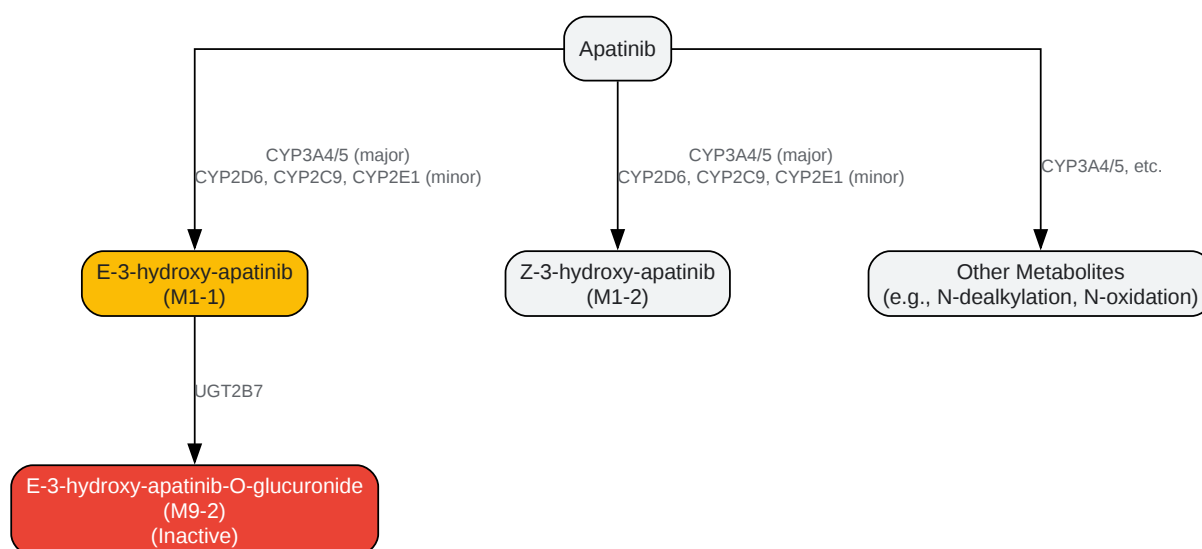 Apatinib
CYP3A4/5 (major)
CYP2D6, CYP2C9, CYP2E1 (minor)
CYP3A4/5 (major)
CYP2D6, CYP2C9, CYP2E1 (minor)
CYP3A4/5, etc.
E-3-hydroxy-apatinib
(M1-1)
Z-3-hydroxy-apatinib
(M1-2)
Other Metabolites
(e.g., N-dealkylation, N-oxidation)
UGT2B7
E-3-hydroxy-apatinib-O-glucuronide
(M9-2)
(Inactive)